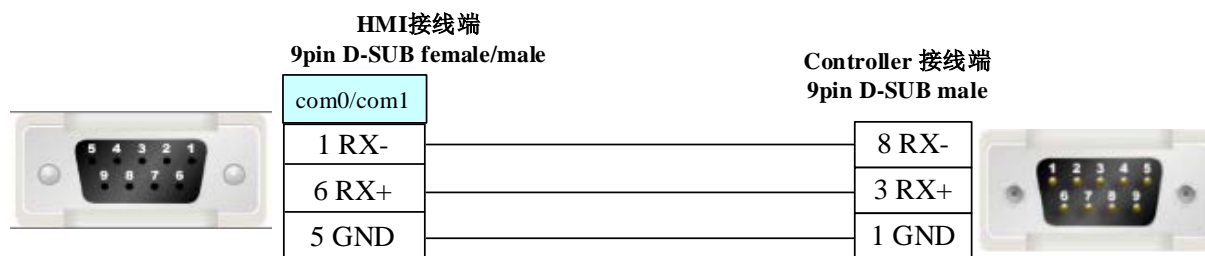 HMI接线端
9pin D-SUB female/male
Controller 接线端
9pin D-SUB male
com0/com1
1 RX-
8 RX-
6 RX+
3 RX+
5 GND
1 GND
5 4 3 2 1
9 8 7 6
1 2 3 4 5
6 7 8 9